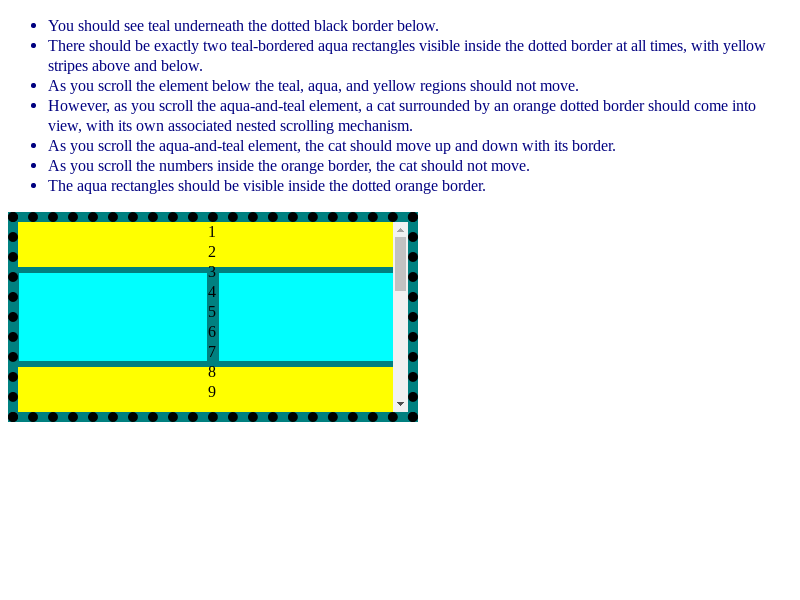 You should see teal underneath the dotted black border below.
There should be exactly two teal-bordered aqua rectangles visible inside the dotted border at all times, with yellow
stripes above and below.
As you scroll the element below the teal, aqua, and yellow regions should not move.
However, as you scroll the aqua-and-teal element, a cat surrounded by an orange dotted border should come into
view, with its own associated nested scrolling mechanism.
As you scroll the aqua-and-teal element, the cat should move up and down with its border.
As you scroll the numbers inside the orange border, the cat should not move.
The aqua rectangles should be visible inside the dotted orange border.
1
2
3
4
5
6
7
8
9